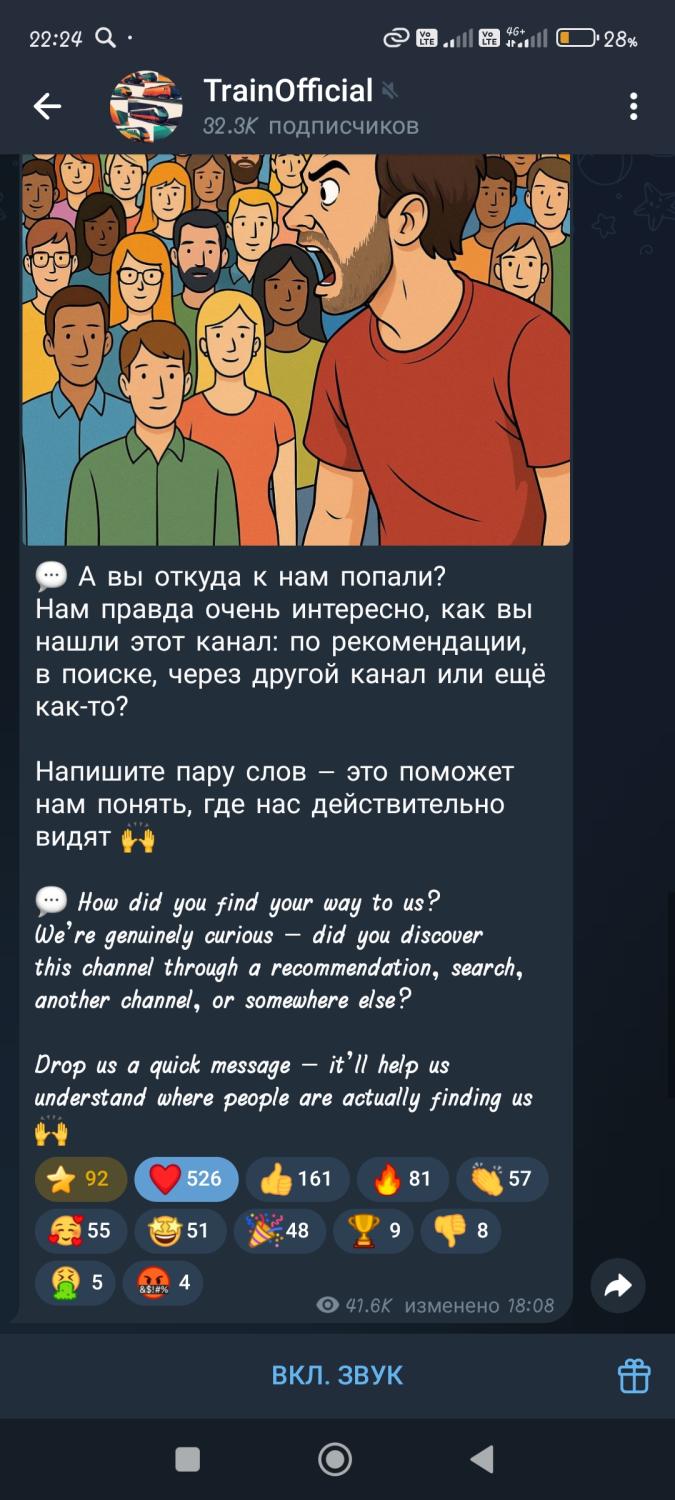 22:24
Vo LTE
Vo LTE
4G+
28%
TrainOfficial
32.3K подписчиков
💬 А вы откуда к нам попали?
Нам правда очень интересно, как вы
нашли этот канал: по рекомендации,
в поиске, через другой канал или ещё
как-то?
Напишите пару слов – это поможет
нам понять, где нас действительно
видят 🙌
💬 How did you find your way to us?
We're genuinely curious – did you discover
this channel through a recommendation, search,
another channel, or somewhere else?
Drop us a quick message – it'll help us
understand where people are actually finding us
🙌
⭐ 92 ❤️ 526 👍 161 🔥 81 👏 57
🥰 55 🤩 51 🎉 48 🏆 9 👎 8
🤮 5 🤬 4
41.6K изменено 18:08
ВКЛ. ЗВУК